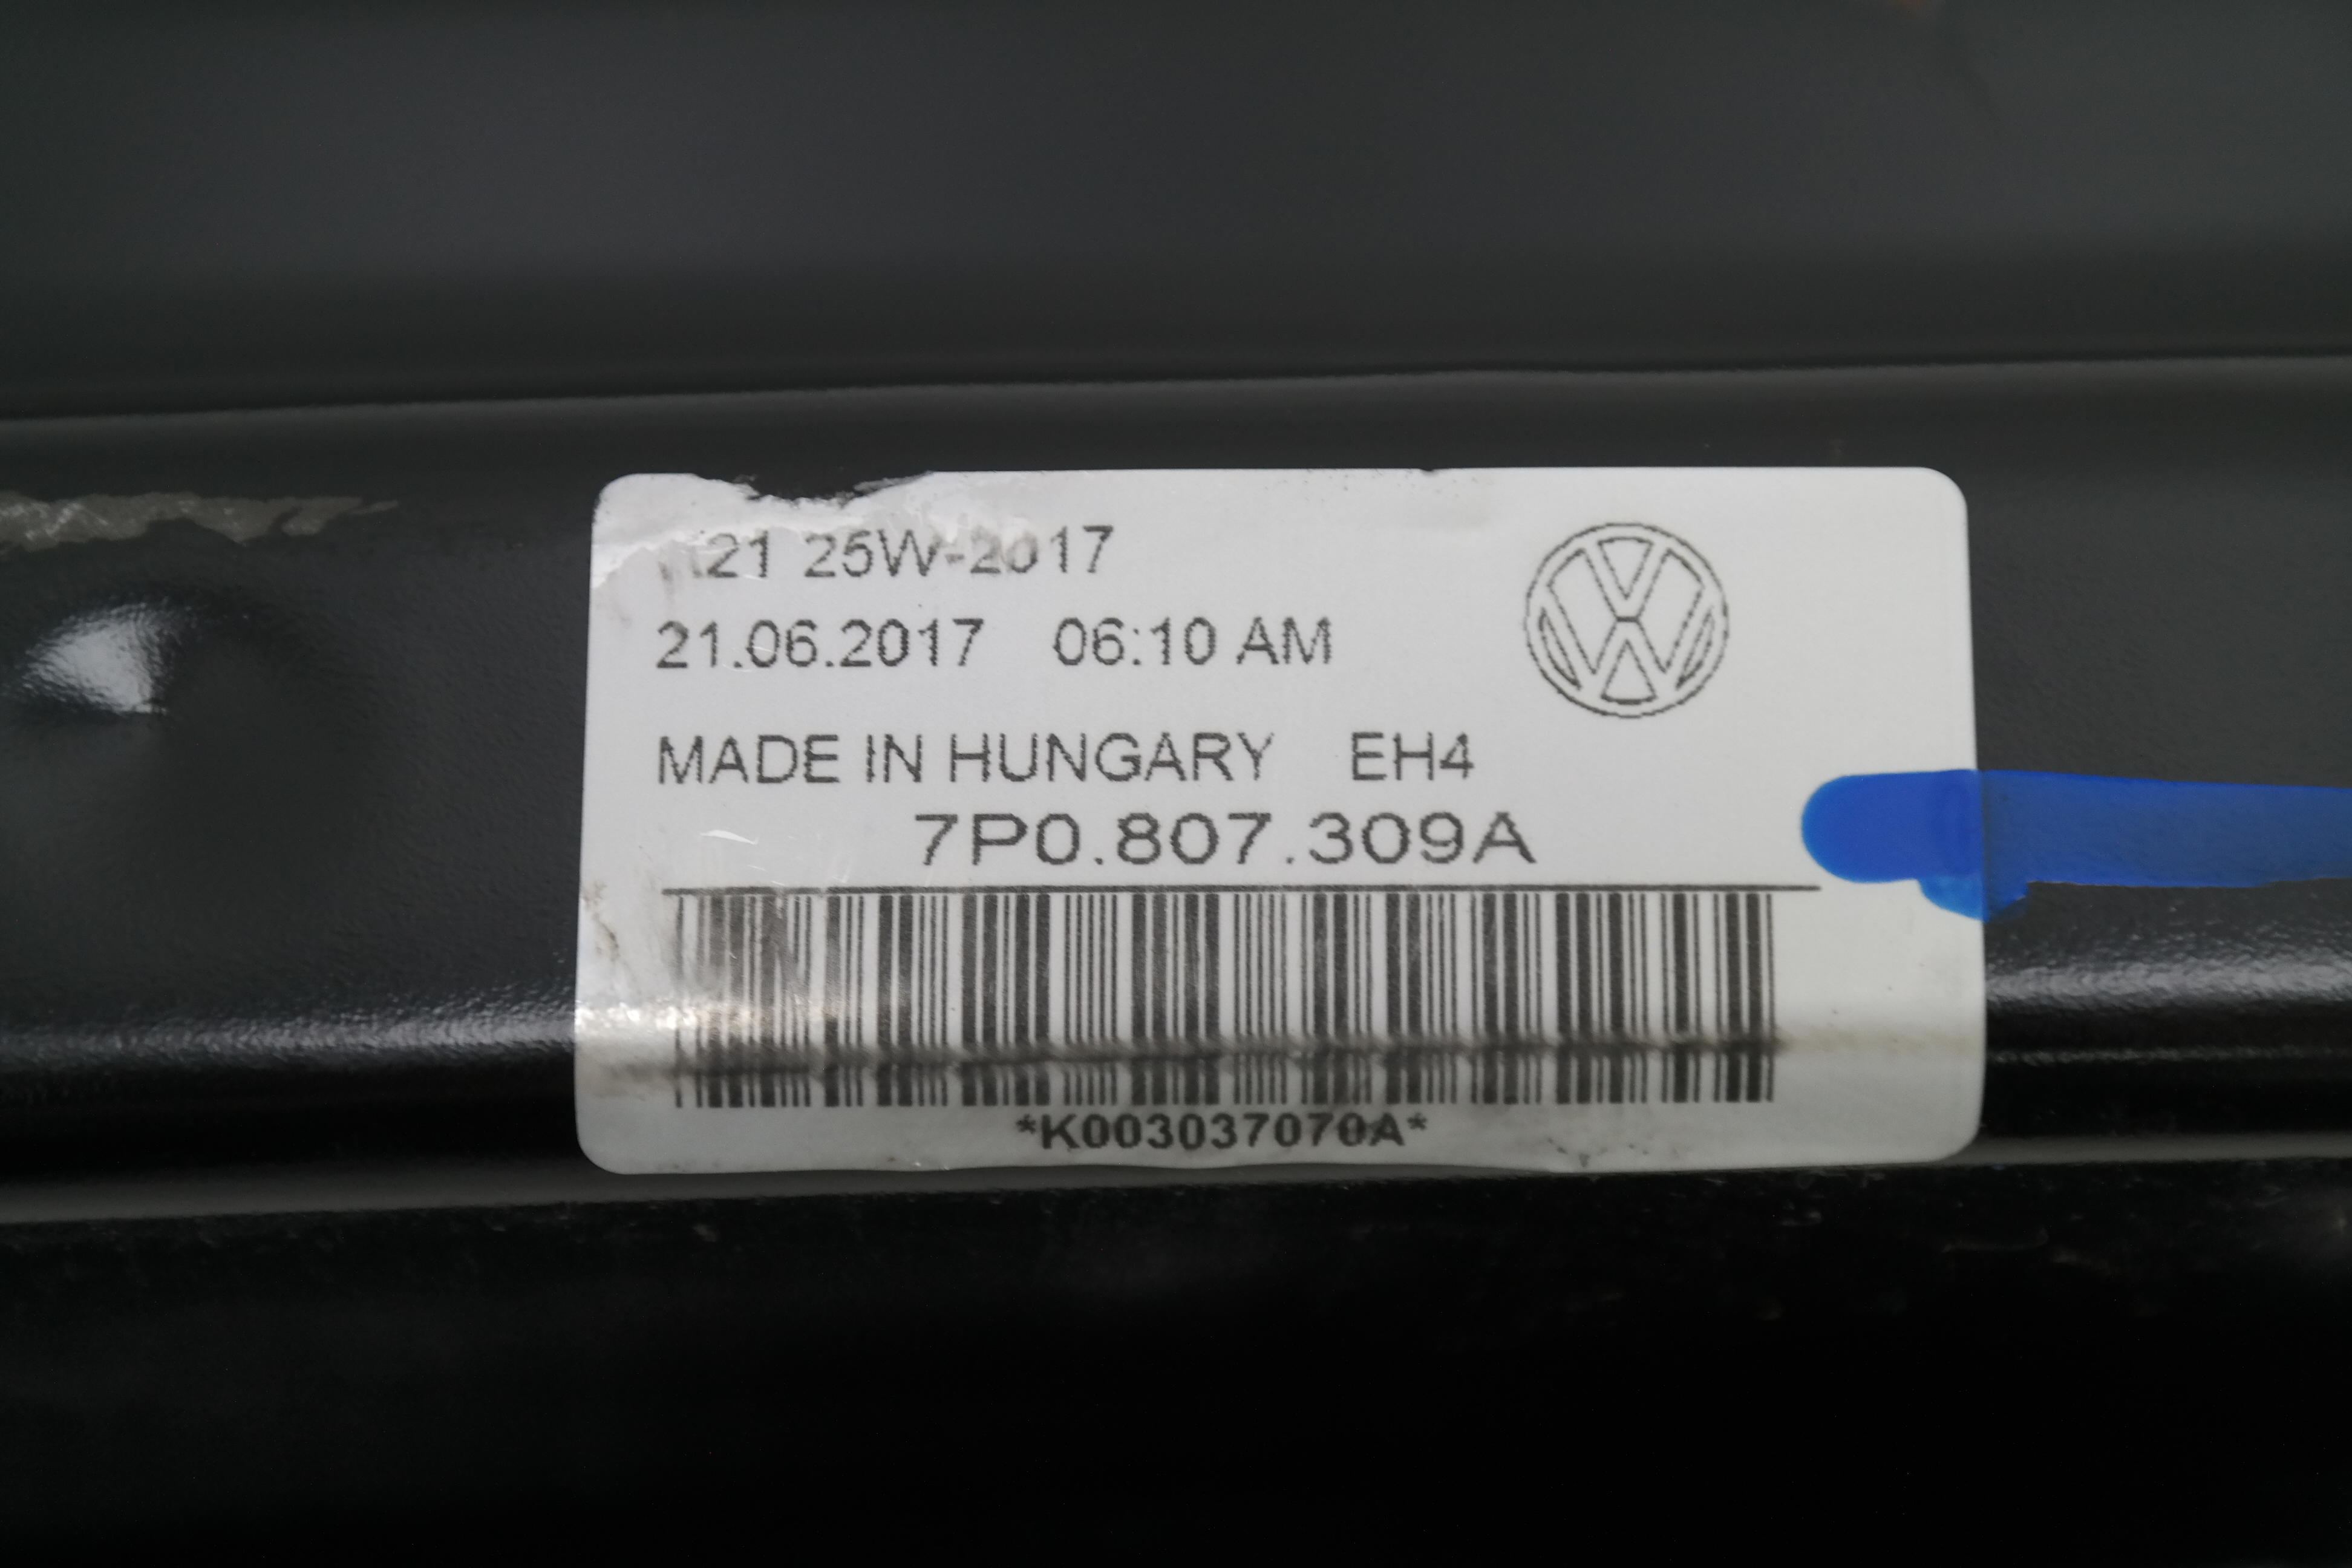 21 25W-2017
21.06.2017 06:10 AM
MADE IN HUNGARY EH4
7P0.807.309A
*K003037070A*